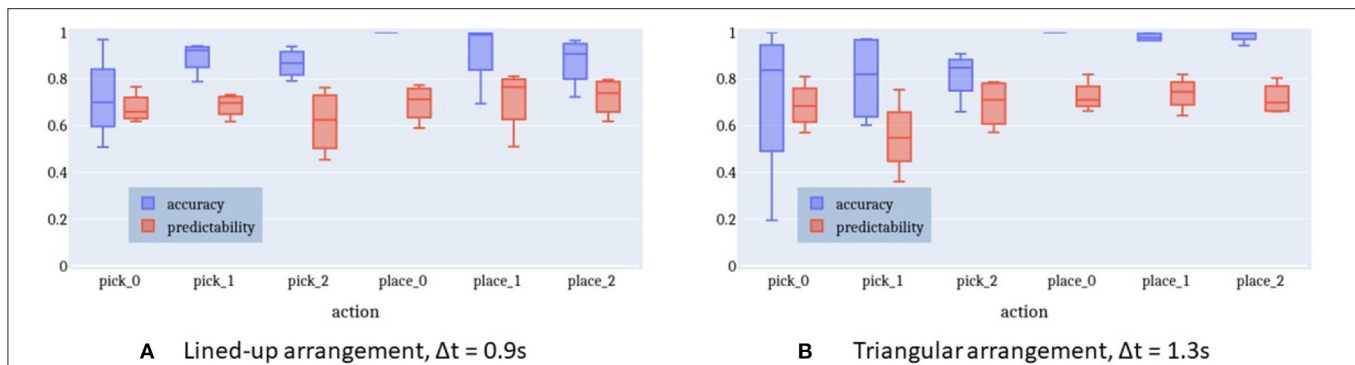 1
0.8
0.6
0.4
0.2
0
accuracy
predictability
pick_0 pick_1 pick_2 place_0 place_1 place_2
action
A Lined-up arrangement, Δt = 0.9s
1
0.8
0.6
0.4
0.2
0
accuracy
predictability
pick_0 pick_1 pick_2 place_0 place_1 place_2
action
B Triangular arrangement, Δt = 1.3s